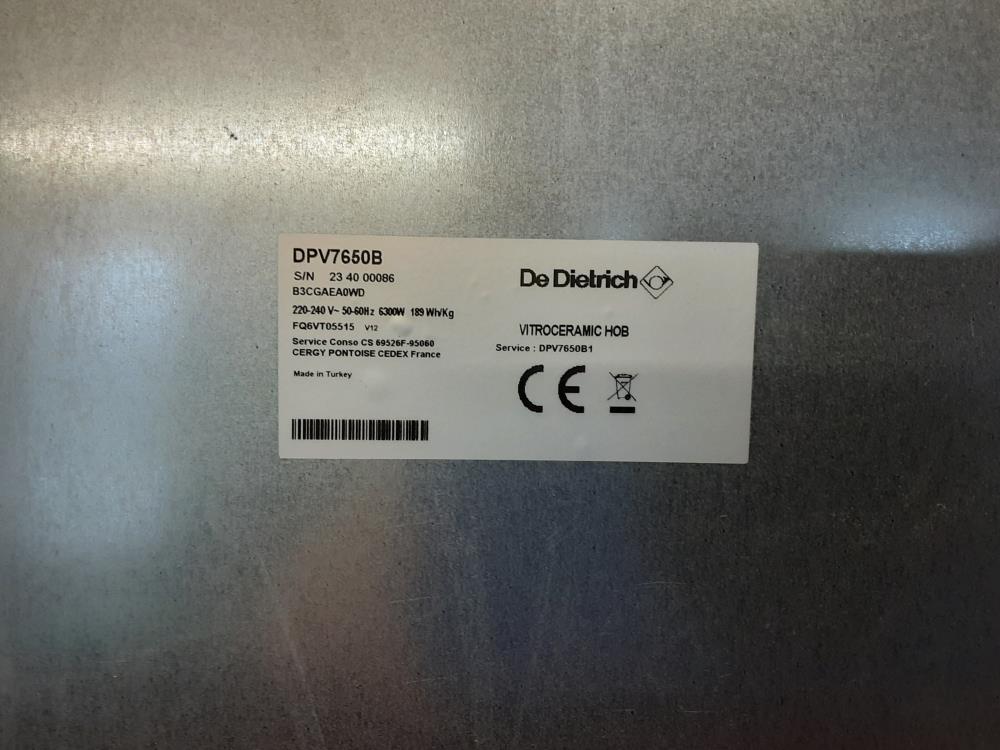 DPV7650B
S/N 23 40 00086
B3CGAEA0WD
220-240 V~ 50-60Hz 6300W 189 Wh/Kg
FQ6VT05515 V12
Service Conso CS 69526F-95060
CERGY PONTOISE CEDEX France
Made in Turkey
De Dietrich
VITROCERAMIC HOB
Service : DPV7650B1
CE